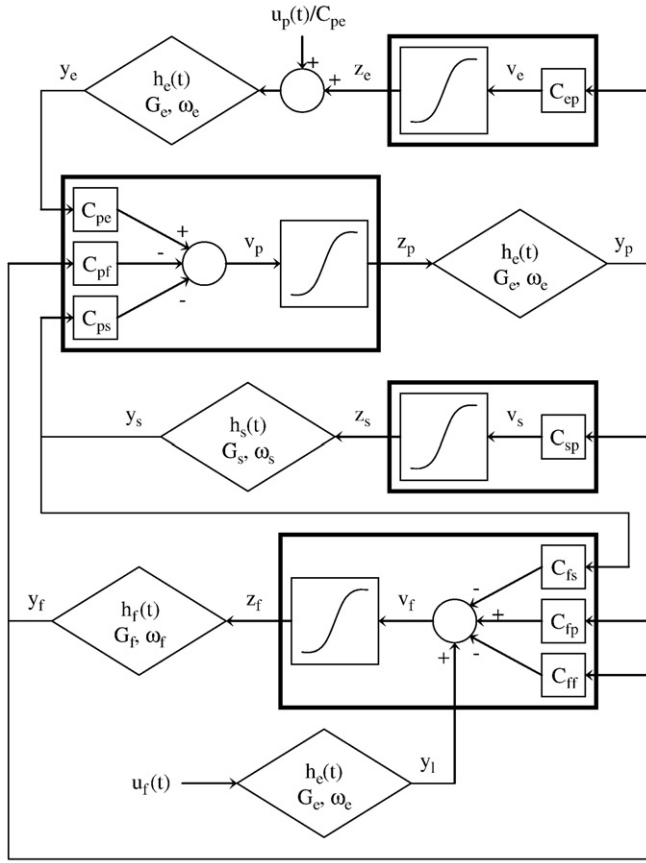 u_p(t)/C_pe
y_e
h_e(t)
G_e, ω_e
+
+
z_e
v_e
C_ep
C_pe
C_pf
C_ps
+
-
-
v_p
z_p
h_e(t)
G_e, ω_e
y_p
y_s
h_s(t)
G_s, ω_s
z_s
v_s
C_sp
y_f
h_f(t)
G_f, ω_f
z_f
v_f
-
+
-
+
C_fs
C_fp
C_ff
u_f(t)
h_e(t)
G_e, ω_e
y_l